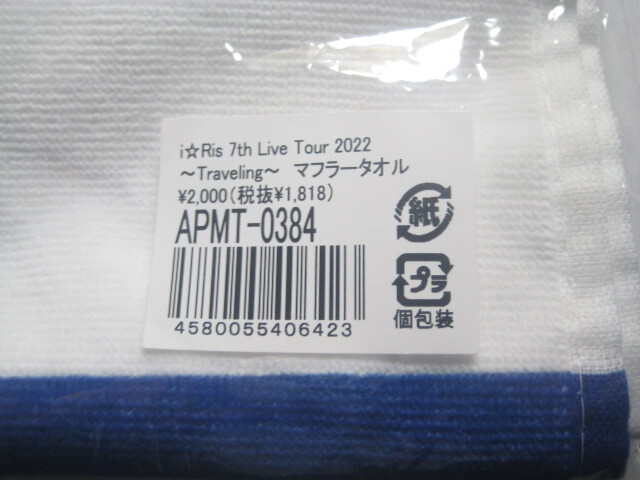 i☆Ris 7th Live Tour 2022
～Traveling～ マフラータオル
¥2,000(税抜¥1,818)
APMT-0384
4580055406423
紙
プラ
個包装